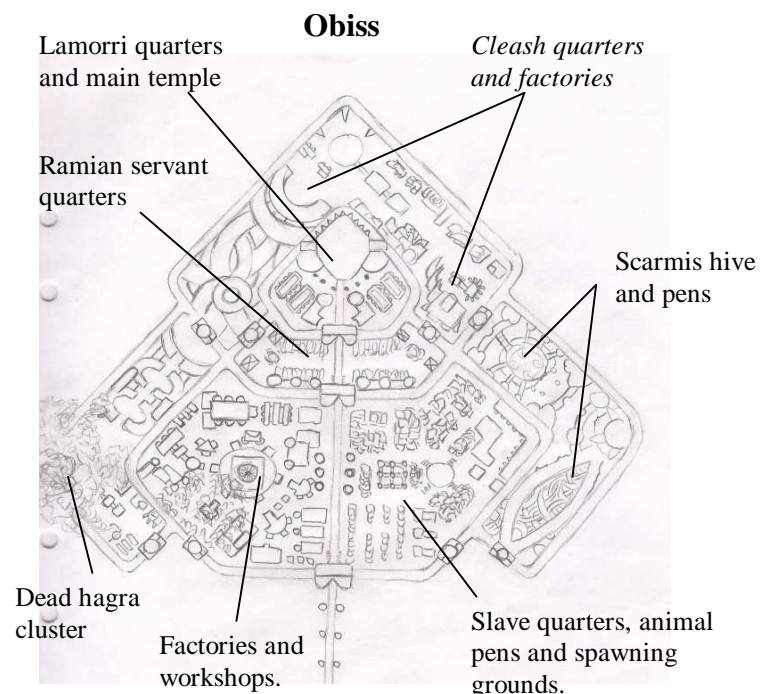 Obiss
Lamorri quarters
and main temple
Cleash quarters
and factories
Ramian servant
quarters
Scarmis hive
and pens
Dead hagra
cluster
Factories and
workshops.
Slave quarters, animal
pens and spawning
grounds.